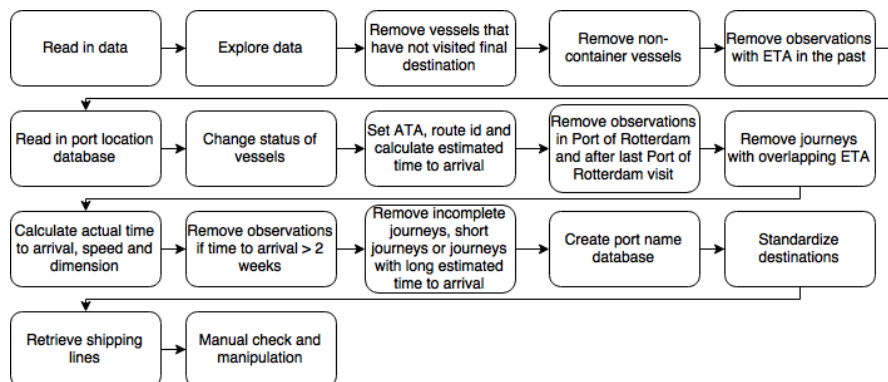 Read in data
Explore data
Remove vessels that
have not visited final
destination
Remove non-
container vessels
Remove observations
with ETA in the past
Read in port location
database
Change status of
vessels
Set ATA, route id and
calculate estimated
time to arrival
Remove observations
in Port of Rotterdam
and after last Port of
Rotterdam visit
Remove journeys
with overlapping ETA
Calculate actual time
to arrival, speed and
dimension
Remove observations
if time to arrival > 2
weeks
Remove incomplete
journeys, short
journeys or journeys
with long estimated
time to arrival
Create port name
database
Standardize
destinations
Retrieve shipping
lines
Manual check and
manipulation